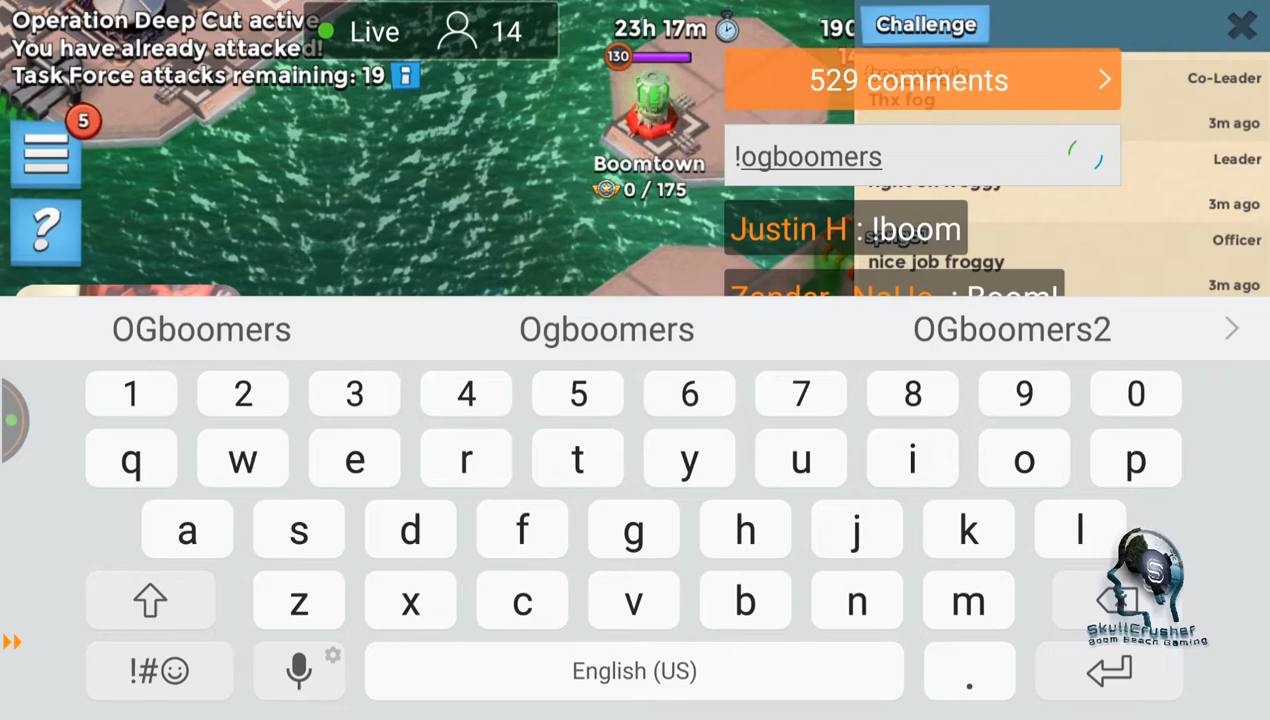 Operation Deep Cut active
You have already attacked!
Task Force attacks remaining: 19
5
?
Live 14
23h 17m
130
Boomtown
0 / 175
190
Challenge
529 comments
Thx fog
Co-Leader
3m ago
!ogboomers
Leader
3m ago
Justin H : !boom
Officer
nice job froggy
3m ago
: Boom!
OGboomers Ogboomers OGboomers2
1 2 3 4 5 6 7 8 9 0
q w e r t y u i o p
a s d f g h j k l
z x c v b n m
!#☺ English (US) .
S
SkullCrusher
Boom Beach Gaming